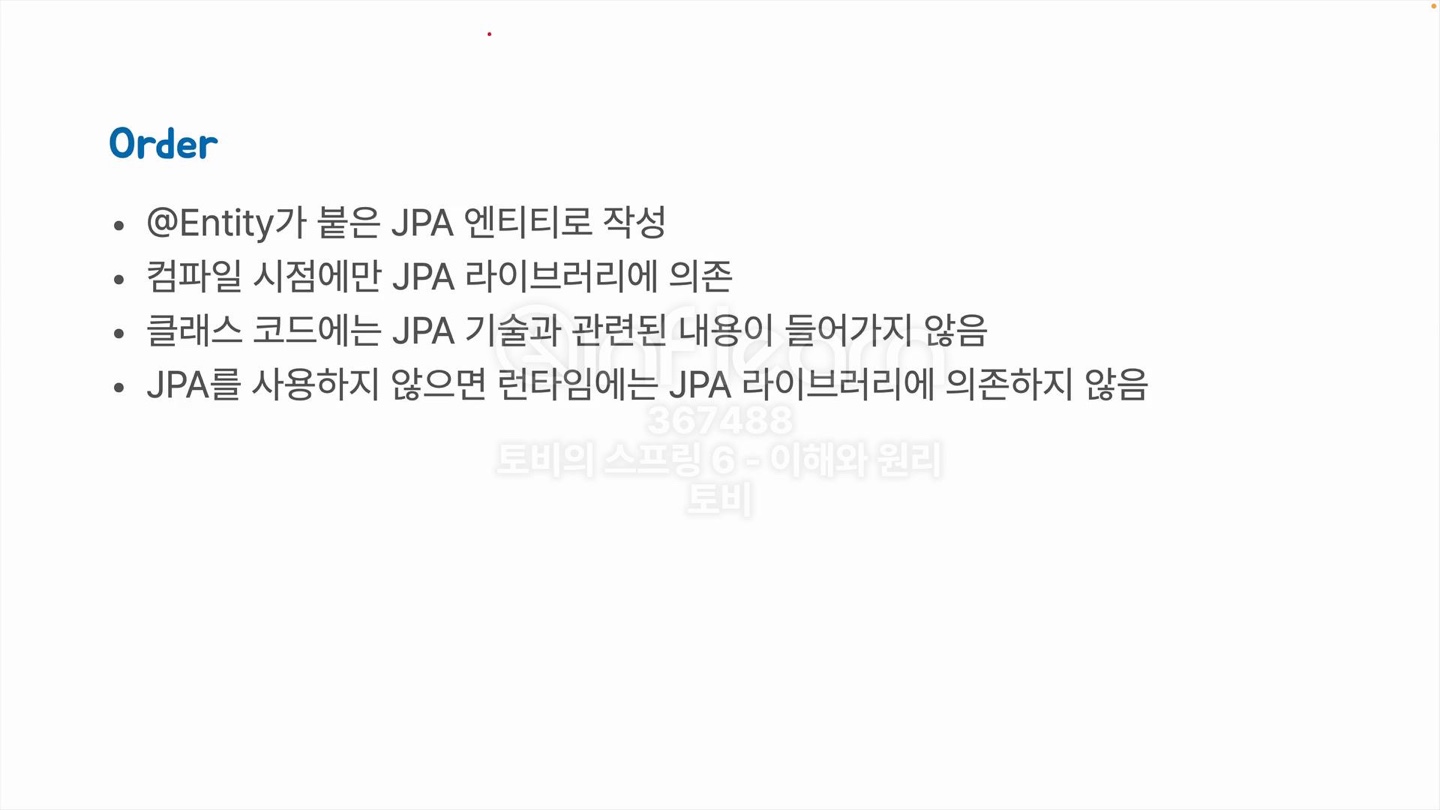 Order
• @Entity가 붙은 JPA 엔티티로 작성
• 컴파일 시점에만 JPA 라이브러리에 의존
• 클래스 코드에는 JPA 기술과 관련된 내용이 들어가지 않음
• JPA를 사용하지 않으면 런타임에는 JPA 라이브러리에 의존하지 않음
inflearn
367488
토비의 스프링 6 - 이해와 원리
토비